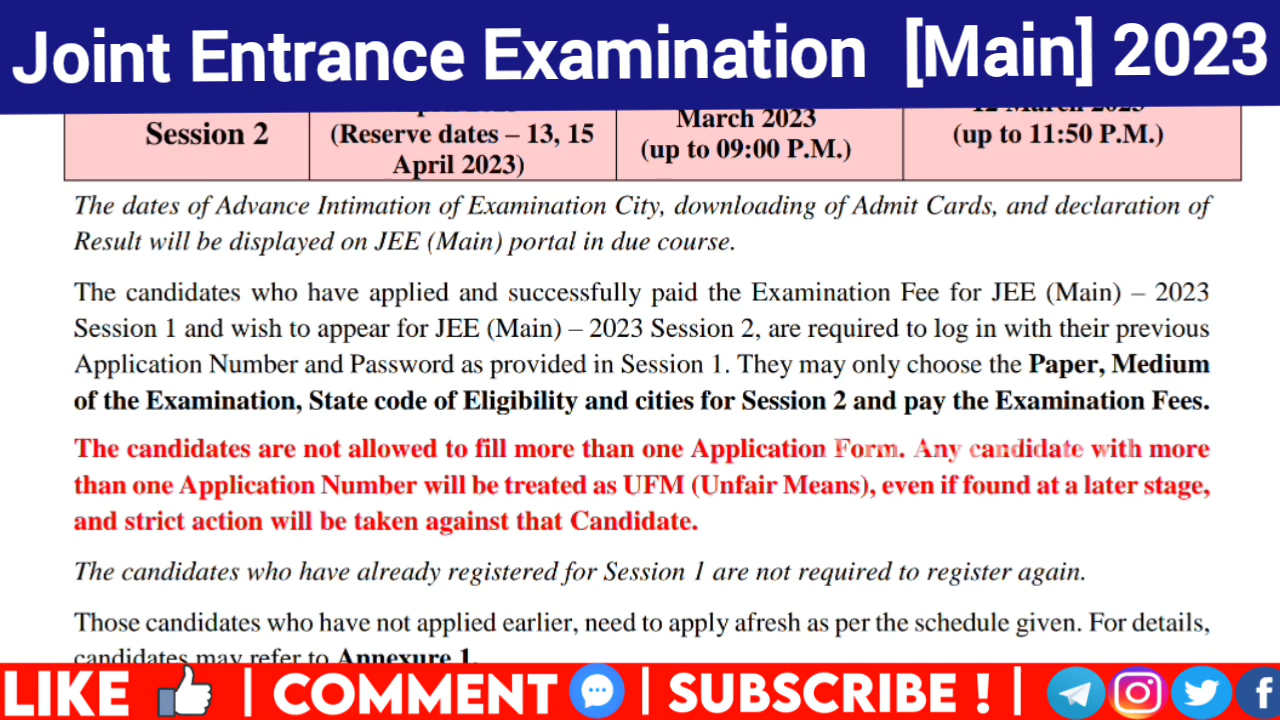 Joint Entrance Examination [Main] 2023
Session 2
(Reserve dates – 13, 15
April 2023)
March 2023
(up to 09:00 P.M.)
12 March 2023
(up to 11:50 P.M.)
The dates of Advance Intimation of Examination City, downloading of Admit Cards, and declaration of
Result will be displayed on JEE (Main) portal in due course.
The candidates who have applied and successfully paid the Examination Fee for JEE (Main) – 2023
Session 1 and wish to appear for JEE (Main) – 2023 Session 2, are required to log in with their previous
Application Number and Password as provided in Session 1. They may only choose the Paper, Medium
of the Examination, State code of Eligibility and cities for Session 2 and pay the Examination Fees.
The candidates are not allowed to fill more than one Application Form. Any candidate with more
than one Application Number will be treated as UFM (Unfair Means), even if found at a later stage,
and strict action will be taken against that Candidate.
The candidates who have already registered for Session 1 are not required to register again.
Those candidates who have not applied earlier, need to apply afresh as per the schedule given. For details,
candidates may refer to Annexure 1.
LIKE | COMMENT | SUBSCRIBE ! |